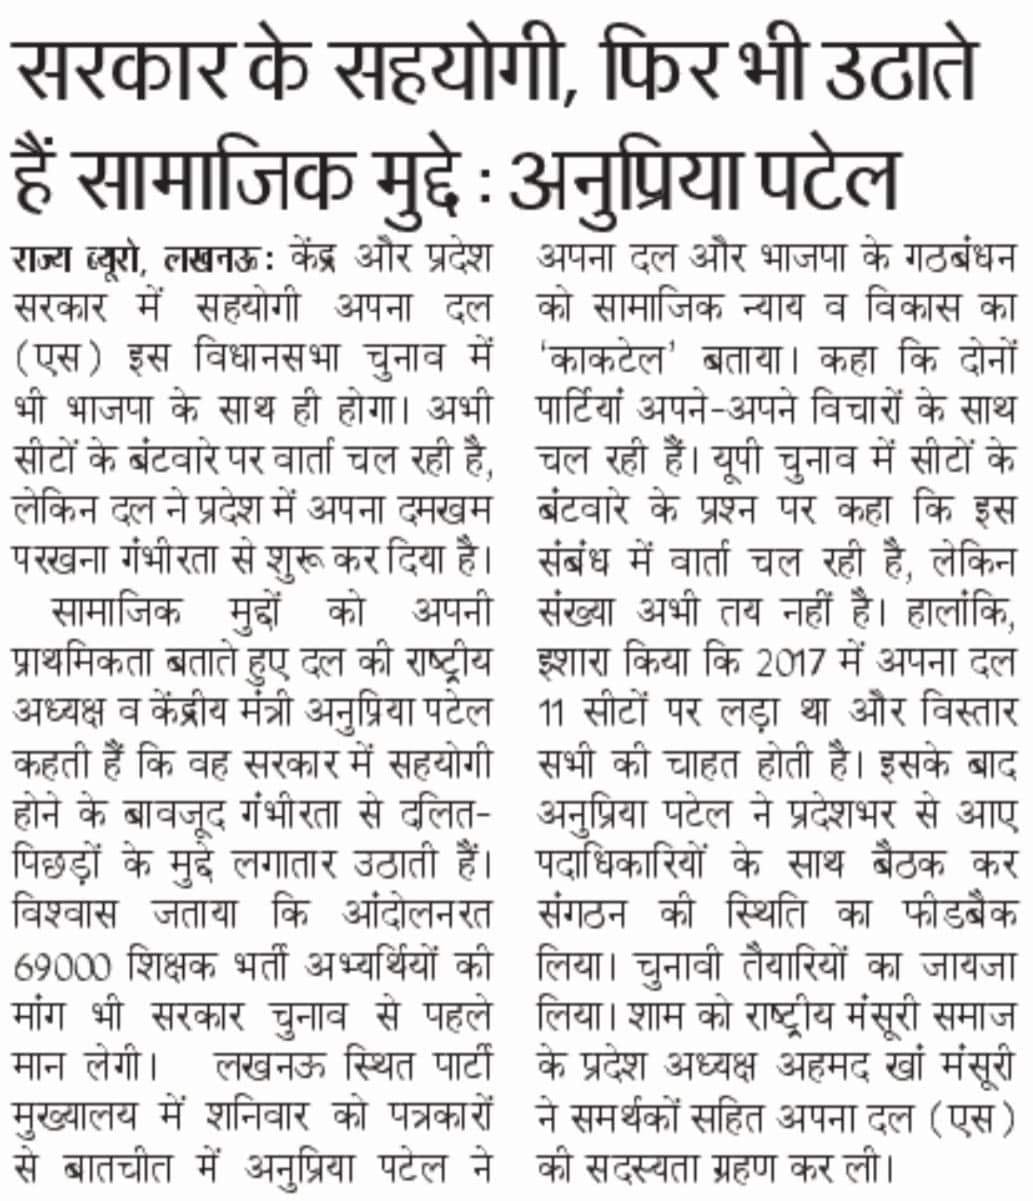 सरकार के सहयोगी, फिर भी उठाते
हैं सामाजिक मुद्दे : अनुप्रिया पटेल
राज्य ब्यूरो, लखनऊ : केंद्र और प्रदेश
सरकार में सहयोगी अपना दल
(एस) इस विधानसभा चुनाव में
भी भाजपा के साथ ही होगा। अभी
सीटों के बंटवारे पर वार्ता चल रही है,
लेकिन दल ने प्रदेश में अपना दमखम
परखना गंभीरता से शुरू कर दिया है।
सामाजिक मुद्दों को अपनी
प्राथमिकता बताते हुए दल की राष्ट्रीय
अध्यक्ष व केंद्रीय मंत्री अनुप्रिया पटेल
कहती हैं कि वह सरकार में सहयोगी
होने के बावजूद गंभीरता से दलित-
पिछड़ों के मुद्दे लगातार उठाती हैं।
विश्वास जताया कि आंदोलनरत
69000 शिक्षक भर्ती अभ्यर्थियों की
मांग भी सरकार चुनाव से पहले
मान लेगी। लखनऊ स्थित पार्टी
मुख्यालय में शनिवार को पत्रकारों
से बातचीत में अनुप्रिया पटेल ने
अपना दल और भाजपा के गठबंधन
को सामाजिक न्याय व विकास का
'काकटेल' बताया। कहा कि दोनों
पार्टियां अपने-अपने विचारों के साथ
चल रही हैं। यूपी चुनाव में सीटों के
बंटवारे के प्रश्न पर कहा कि इस
संबंध में वार्ता चल रही है, लेकिन
संख्या अभी तय नहीं है। हालांकि,
इशारा किया कि 2017 में अपना दल
11 सीटों पर लड़ा था और विस्तार
सभी की चाहत होती है। इसके बाद
अनुप्रिया पटेल ने प्रदेशभर से आए
पदाधिकारियों के साथ बैठक कर
संगठन की स्थिति का फीडबैक
लिया। चुनावी तैयारियों का जायजा
लिया। शाम को राष्ट्रीय मंसूरी समाज
के प्रदेश अध्यक्ष अहमद खां मंसूरी
ने समर्थकों सहित अपना दल (एस)
की सदस्यता ग्रहण कर ली।